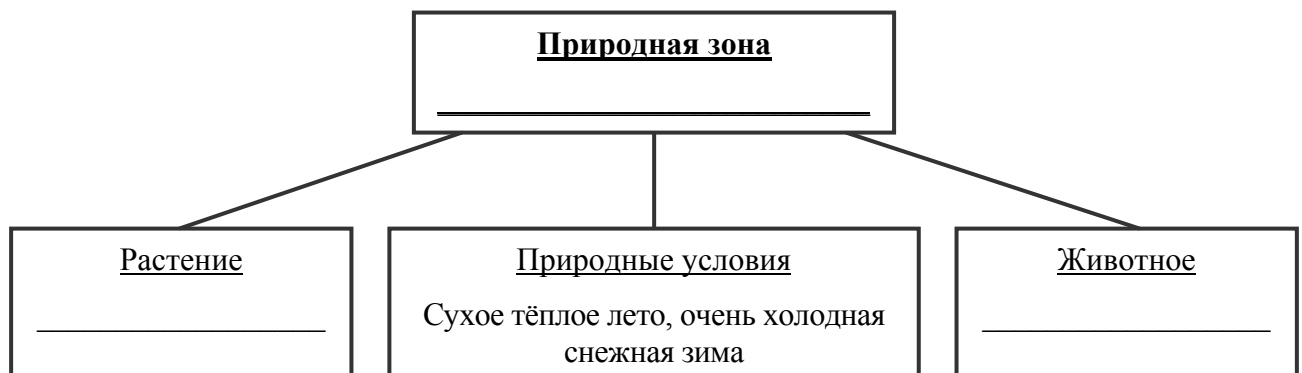 Природная зона
Растение
Природные условия
Сухое тёплое лето, очень холодная
снежная зима
Животное